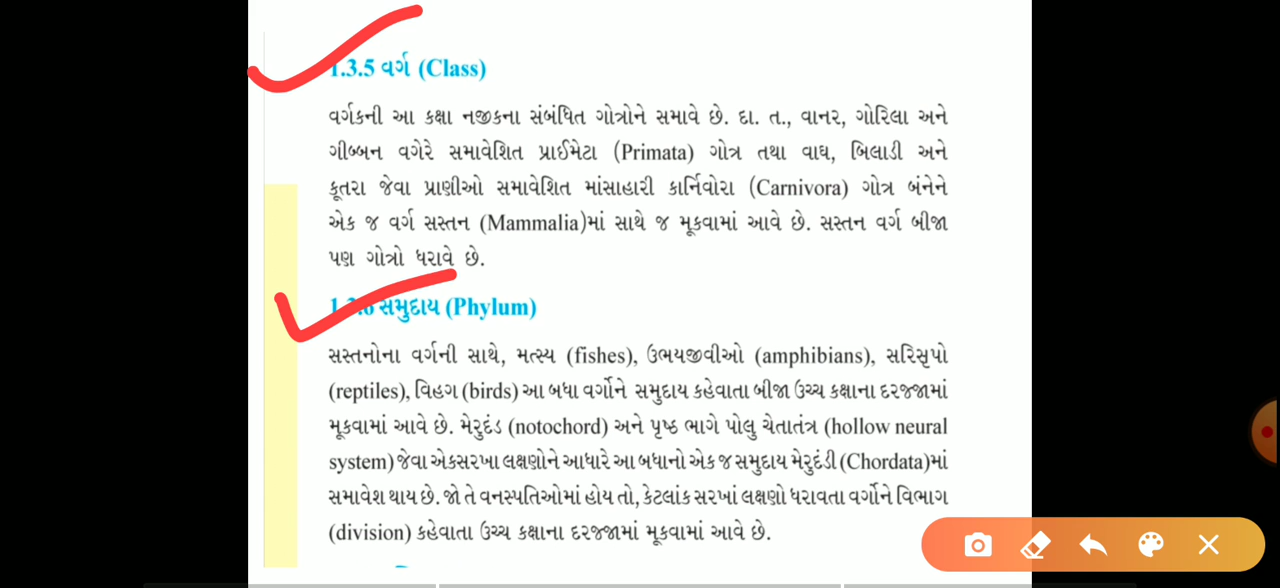 1.3.5 વર્ગ (Class)
વર્ગકની આ કક્ષા નજીકના સંબંધિત ગોત્રોને સમાવે છે. દા. ત., વાનર, ગોરિલા અને
ગીબ્બન વગેરે સમાવેશિત પ્રાઈમેટા (Primata) ગોત્ર તથા વાઘ, બિલાડી અને
કૂતરા જેવા પ્રાણીઓ સમાવેશિત માંસાહારી કાર્નિવોરા (Carnivora) ગોત્ર બંનેને
એક જ વર્ગ સસ્તન (Mammalia)માં સાથે જ મૂકવામાં આવે છે. સસ્તન વર્ગ બીજા
પણ ગોત્રો ધરાવે છે.
1.3.6 સમુદાય (Phylum)
સસ્તનોના વર્ગની સાથે, મત્સ્ય (fishes), ઉભયજીવીઓ (amphibians), સરિસૃપો
(reptiles), વિહગ (birds) આ બધા વર્ગોને સમુદાય કહેવાતા બીજા ઉચ્ચ કક્ષાના દરજ્જામાં
મૂકવામાં આવે છે. મેરુદંડ (notochord) અને પૃષ્ઠ ભાગે પોલુ ચેતાતંત્ર (hollow neural
system) જેવા એકસરખા લક્ષણોને આધારે આ બધાનો એક જ સમુદાય મેરુદંડી (Chordata)માં
સમાવેશ થાય છે. જો તે વનસ્પતિઓમાં હોય તો, કેટલાંક સરખાં લક્ષણો ધરાવતા વર્ગોને વિભાગ
(division) કહેવાતા ઉચ્ચ કક્ષાના દરજ્જામાં મૂકવામાં આવે છે.